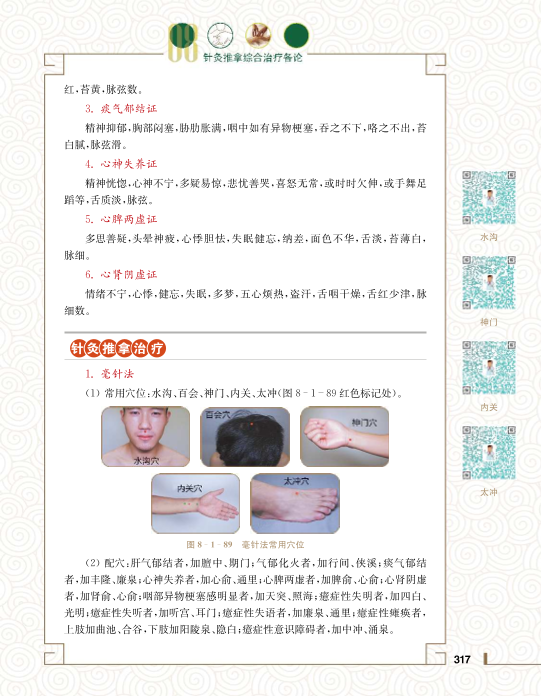 针灸推拿综合治疗备论
红,苔黄,脉弦数。
3. 痰气郁结证
精神抑郁,胸部闷塞,胁肋胀满,咽中如有异物梗塞,吞之不下,咯之不出,苔
白腻,脉弦滑。
4. 心神失养证
精神恍惚,心神不宁,多疑易惊,悲忧善哭,喜怒无常,或时时欠伸,或手舞足
蹈等,舌质淡,脉弦。
5. 心脾两虚证
多思善疑,头晕神疲,心悸胆怯,失眠健忘,纳差,面色不华,舌淡,苔薄白,
脉细。
6. 心肾阴虚证
情绪不宁,心悸,健忘,失眠,多梦,五心烦热,盗汗,舌咽干燥,舌红少津,脉
细数。
针灸推拿治疗
1. 毫针法
(1) 常用穴位:水沟、百会、神门、内关、太冲(图 8-1-89 红色标记处)。
水沟穴
百会穴
神门穴
内关穴
太冲穴
图 8-1-89 毫针法常用穴位
(2) 配穴:肝气郁结者,加膻中、期门;气郁化火者,加行间、侠溪;痰气郁结
者,加丰隆、廉泉;心神失养者,加心俞、通里;心脾两虚者,加脾俞、心俞;心肾阴虚
者,加肾俞、心俞;咽部异物梗塞感明显者,加天突、照海;癔症性失明者,加四白、
光明;癔症性失听者,加听宫、耳门;癔症性失语者,加廉泉、通里;癔症性瘫痪者,
上肢加曲池、合谷,下肢加阳陵泉、隐白;癔症性意识障碍者,加中冲、涌泉。
水沟
神门
内关
太冲
317